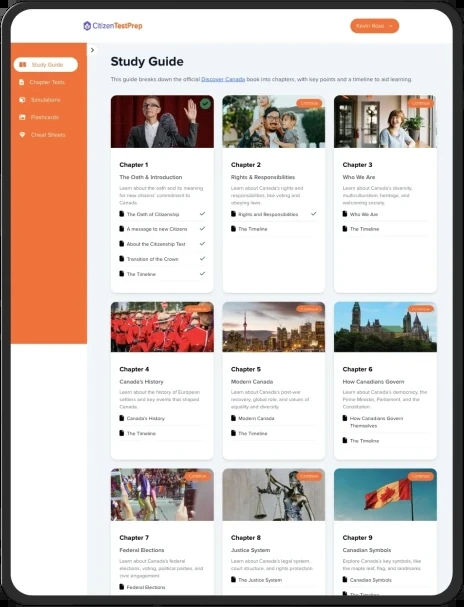 CitizenTestPrep
Kevin Rose
Study Guide
Chapter Tests
Simulations
Flashcards
Cheat Sheets
Study Guide
This guide breaks down the official Discover Canada book into chapters, with key points and a timeline to aid learning.
Chapter 1
The Oath & Introduction
Learn about the oath and its meaning
for new citizens' commitment to
Canada.
The Oath of Citizenship
A message to new Citizens
About the Citizenship Test
Transition of the Crown
The Timeline
Continue
Chapter 2
Rights & Responsibilities
Learn about Canada's rights and
responsibilities, law voting and
obeying laws.
Rights and Responsibilities
The Timeline
Continue
Chapter 3
Who We Are
Learn about Canada's diversity,
multiculturalism, heritage, and
welcoming society.
Who We Are
The Timeline
Continue
Chapter 4
Canada's History
Learn about the history of European
settlers and key events that shaped
Canada.
Canada's History
The Timeline
Continue
Chapter 5
Modern Canada
Learn about Canada's post-war
recovery, global role, and values of
equality and diversity.
Modern Canada
The Timeline
Continue
Chapter 6
How Canadians Govern
Learn about Canada's democracy, the
Prime Minister, Parliament, and the
Constitution.
How Canadians Govern
Themselves
The Timeline
Continue
Chapter 7
Federal Elections
Learn about Canada's federal
elections, voting, political parties, and
civic engagement
Federal Elections
Continue
Chapter 8
Justice System
Learn about Canada's legal
system, court structure, and rights protection
The Justice System
Continue
Chapter 9
Canadian Symbols
Explore Canada's key symbols, like
the maple leaf, flag, and landmarks.
Canadian Symbols
The Timeline